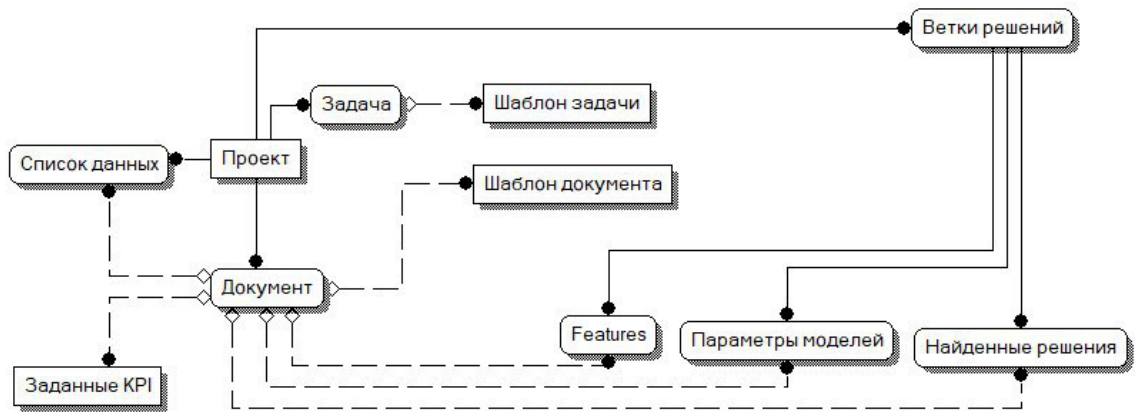 Ветки решений
Задача
Шаблон задачи
Список данных
Проект
Шаблон документа
Документ
Features
Параметры моделей
Найденные решения
Заданные KPI